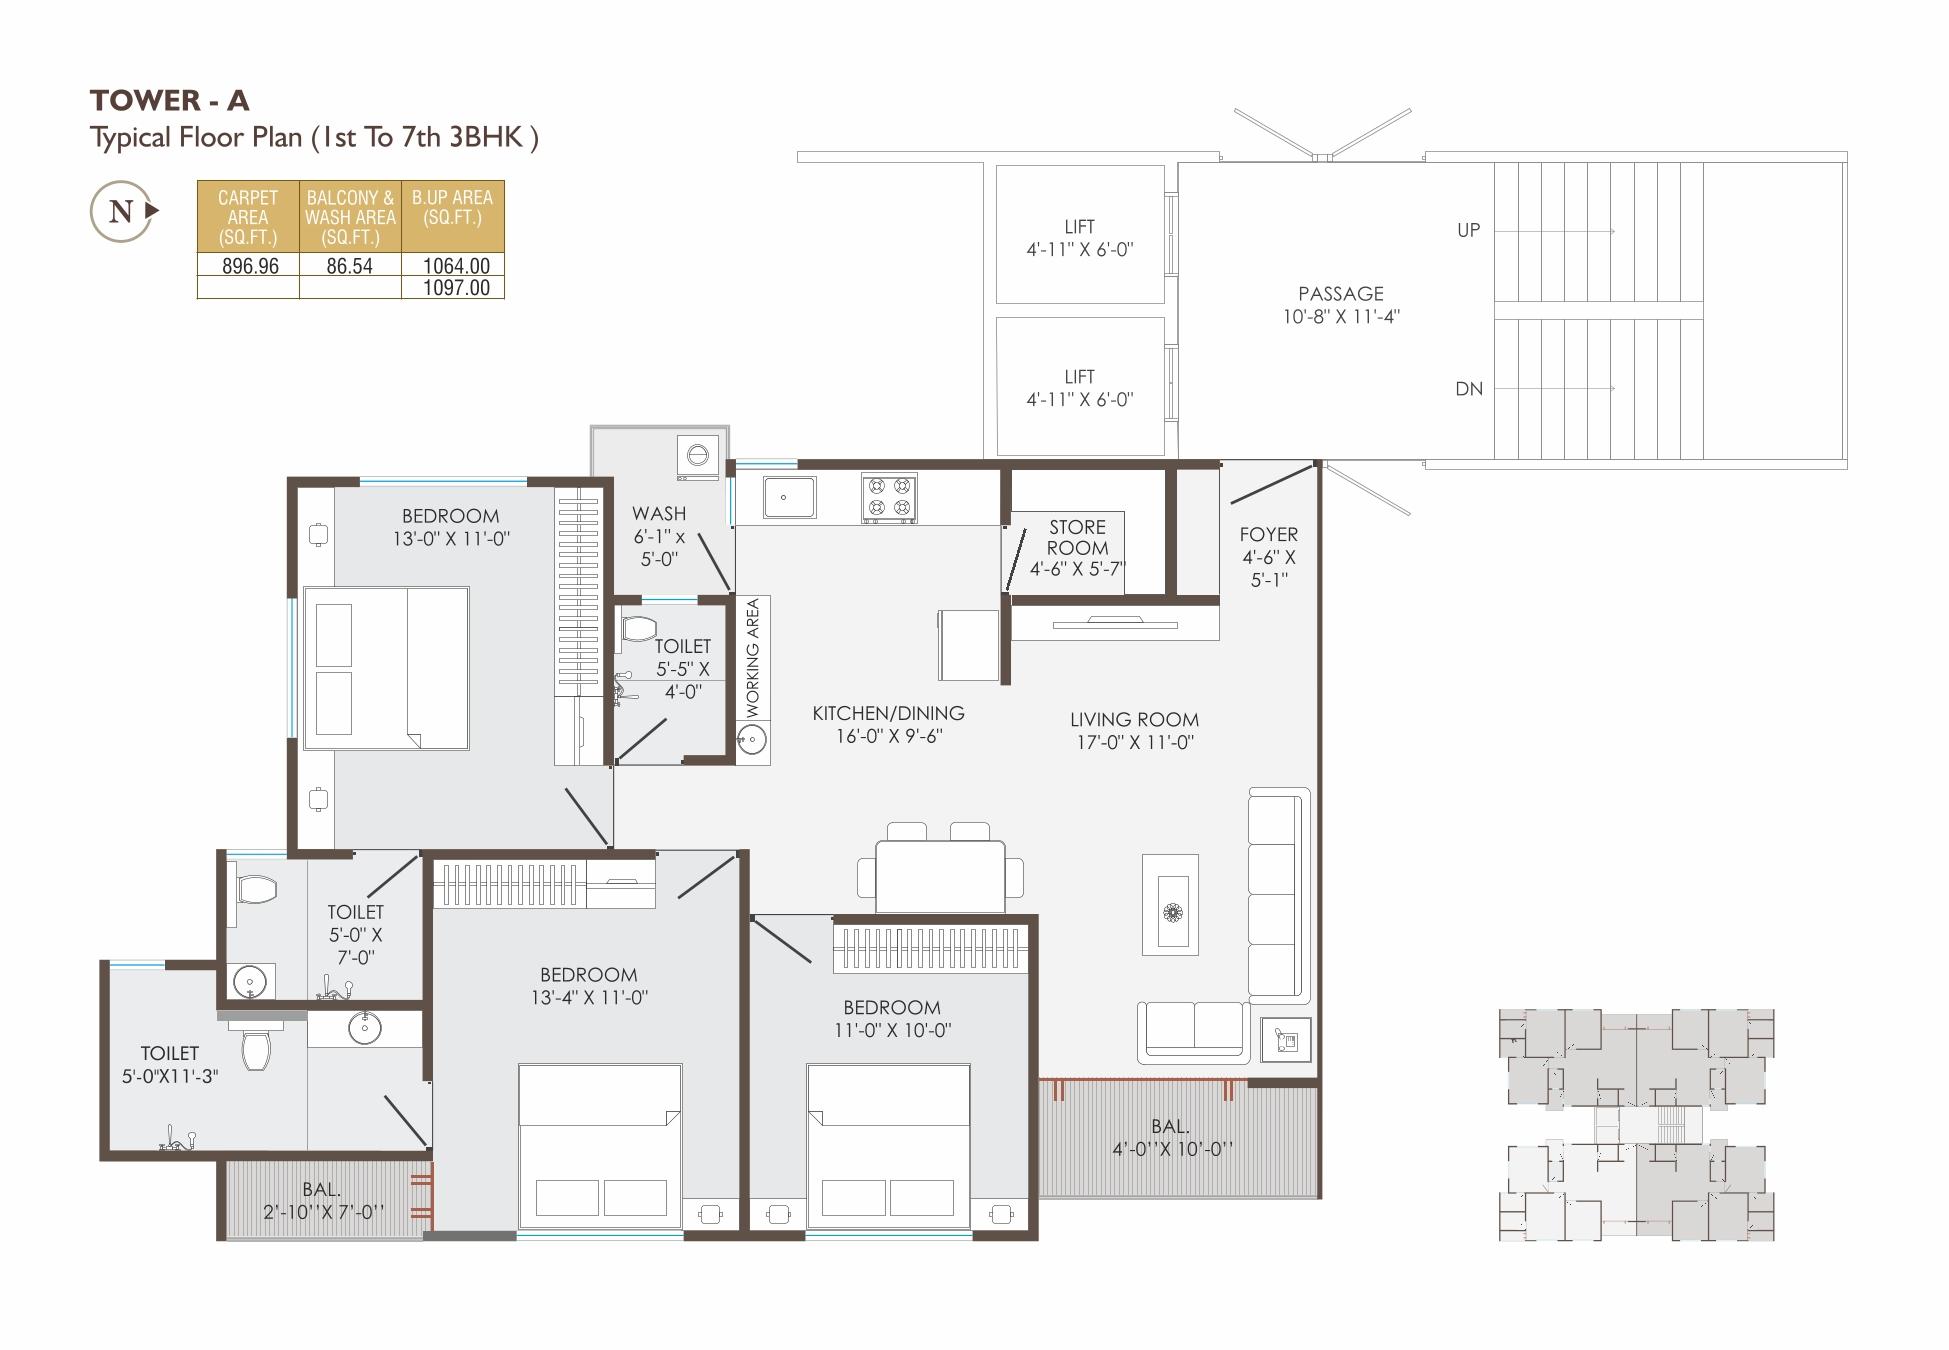 TOWER - A
Typical Floor Plan (1st To 7th 3BHK )
N
CARPET
AREA
(SQ.FT.)
BALCONY &
WASH AREA
(SQ.FT.)
B.UP AREA
(SQ.FT.)
896.96
86.54
1064.00
1097.00
LIFT
4'-11" X 6'-0"
UP
PASSAGE
10'-8" X 11'-4"
LIFT
4'-11" X 6'-0"
DN
BEDROOM
13'-0" X 11'-0"
WASH
6'-1" x
5'-0"
STORE
ROOM
4'-6" X 5'-7"
FOYER
4'-6" X
5'-1"
TOILET
5'-5" X
4'-0"
WORKING AREA
KITCHEN/DINING
16'-0" X 9'-6"
LIVING ROOM
17'-0" X 11'-0"
TOILET
5'-0" X
7'-0"
BEDROOM
13'-4" X 11'-0"
BEDROOM
11'-0" X 10'-0"
TOILET
5'-0"X11'-3"
BAL.
4'-0''X 10'-0''
BAL.
2'-10''X 7'-0''